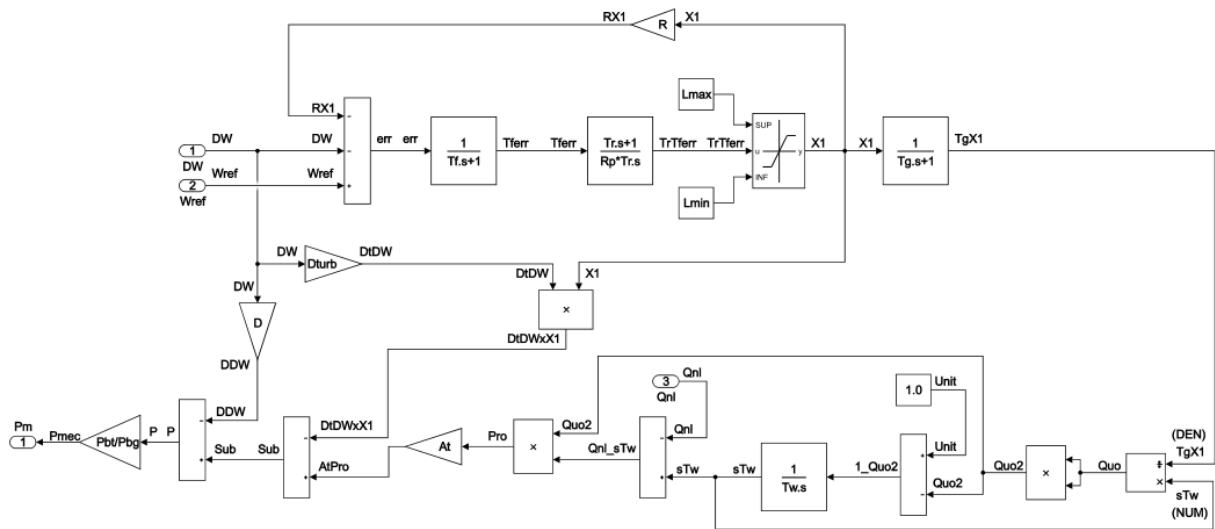 RX1
R
X1
Lmax
RX1
DW
DW
err
err
1
Tf.s+1
Tferr
Tferr
Tr.s+1
Rp*Tr.s
TrTferr
TrTferr
SUP
u
y
INF
X1
X1
1
Tg.s+1
TgX1
1
DW
Wref
Wref
2
Wref
Lmin
DW
Dturb
DtDW
DtDW
X1
DW
×
D
DtDWxX1
DDW
3
Qnl
Qnl
1.0
Unit
Pm
1
Pmec
Pbt/Pbg
P
P
DDW
Sub
Sub
DtDWxX1
AtPro
At
Pro
×
Quo2
Qnl_sTw
Qnl
sTw
sTw
1
Tw.s
1_Quo2
Unit
Quo2
Quo2
×
Quo
÷
×
(DEN)
TgX1
sTw
(NUM)